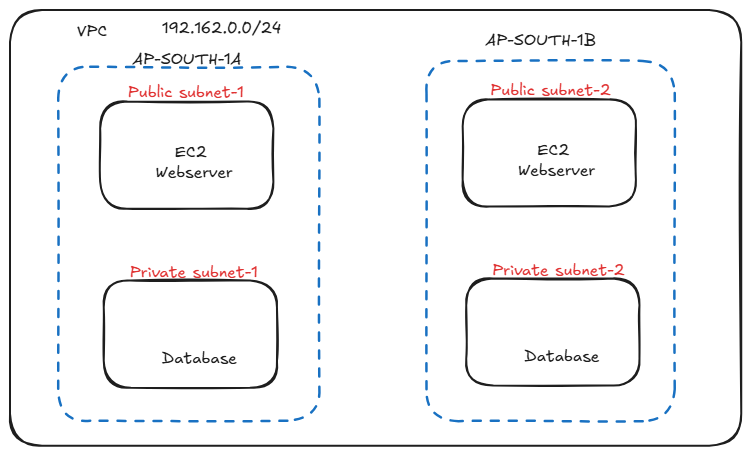 VPC 192.162.0.0/24
AP-SOUTH-1A
AP-SOUTH-1B
Public subnet-1
Public subnet-2
EC2
Webserver
EC2
Webserver
Private subnet-1
Private subnet-2
Database
Database